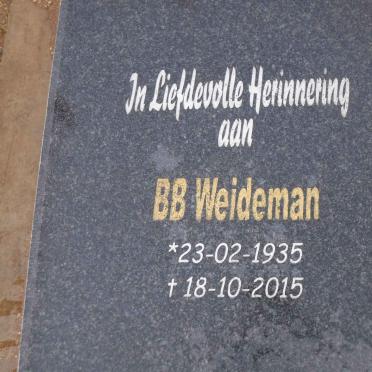 In Liefdevolle Herinnering
aan
BB Weideman
*23-02-1935
† 18-10-2015